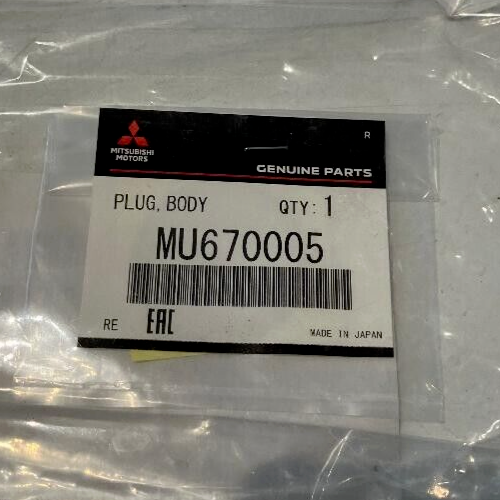 R
MITSUBISHI
MOTORS
GENUINE PARTS
PLUG, BODY QTY: 1
MU670005
RE EAC MADE IN JAPAN